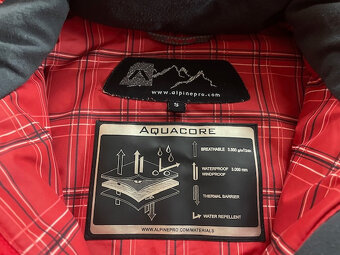 www.alpinepro.com
S
AQUACORE
BREATHABLE 3.000 g/m²/24hr
WATERPROOF 3.000 mm
WINDPROOF
THERMAL BARRIER
WATER REPELLENT
WWW.ALPINEPRO.COM/MATERIALS